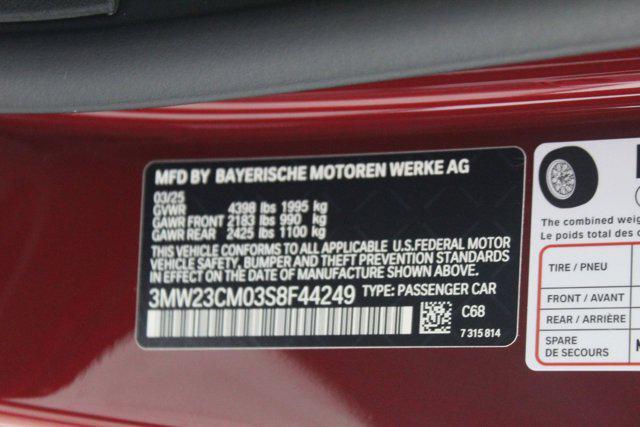 MFD BY BAYERISCHE MOTOREN WERKE AG
03/25
GVWR 4398 lbs 1995 kg
GAWR FRONT 2183 lbs 990 kg
GAWR REAR 2425 lbs 1100 kg
THIS VEHICLE CONFORMS TO ALL APPLICABLE U.S.FEDERAL MOTOR
VEHICLE SAFETY, BUMPER AND THEFT PREVENTION STANDARDS
IN EFFECT ON THE DATE OF MANUFACTURE SHOWN ABOVE.
3MW23CM03S8F44249 TYPE: PASSENGER CAR
C68
7 315 814
The combined weig
Le poids total des
TIRE / PNEU
FRONT / AVANT
REAR / ARRIÈRE
SPARE
DE SECOURS